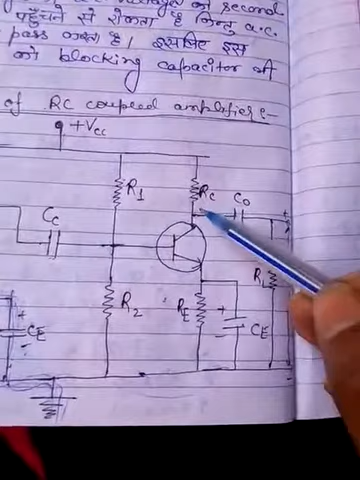 को second
पहुँचने से रोकता है किन्तु a.c.
pass करता है। इसलिए इस
को blocking capacitor भी
of RC coupled amplifier :-
+Vcc
R1
Rc
Co
Cc
R2
RE
CE
RL
CE